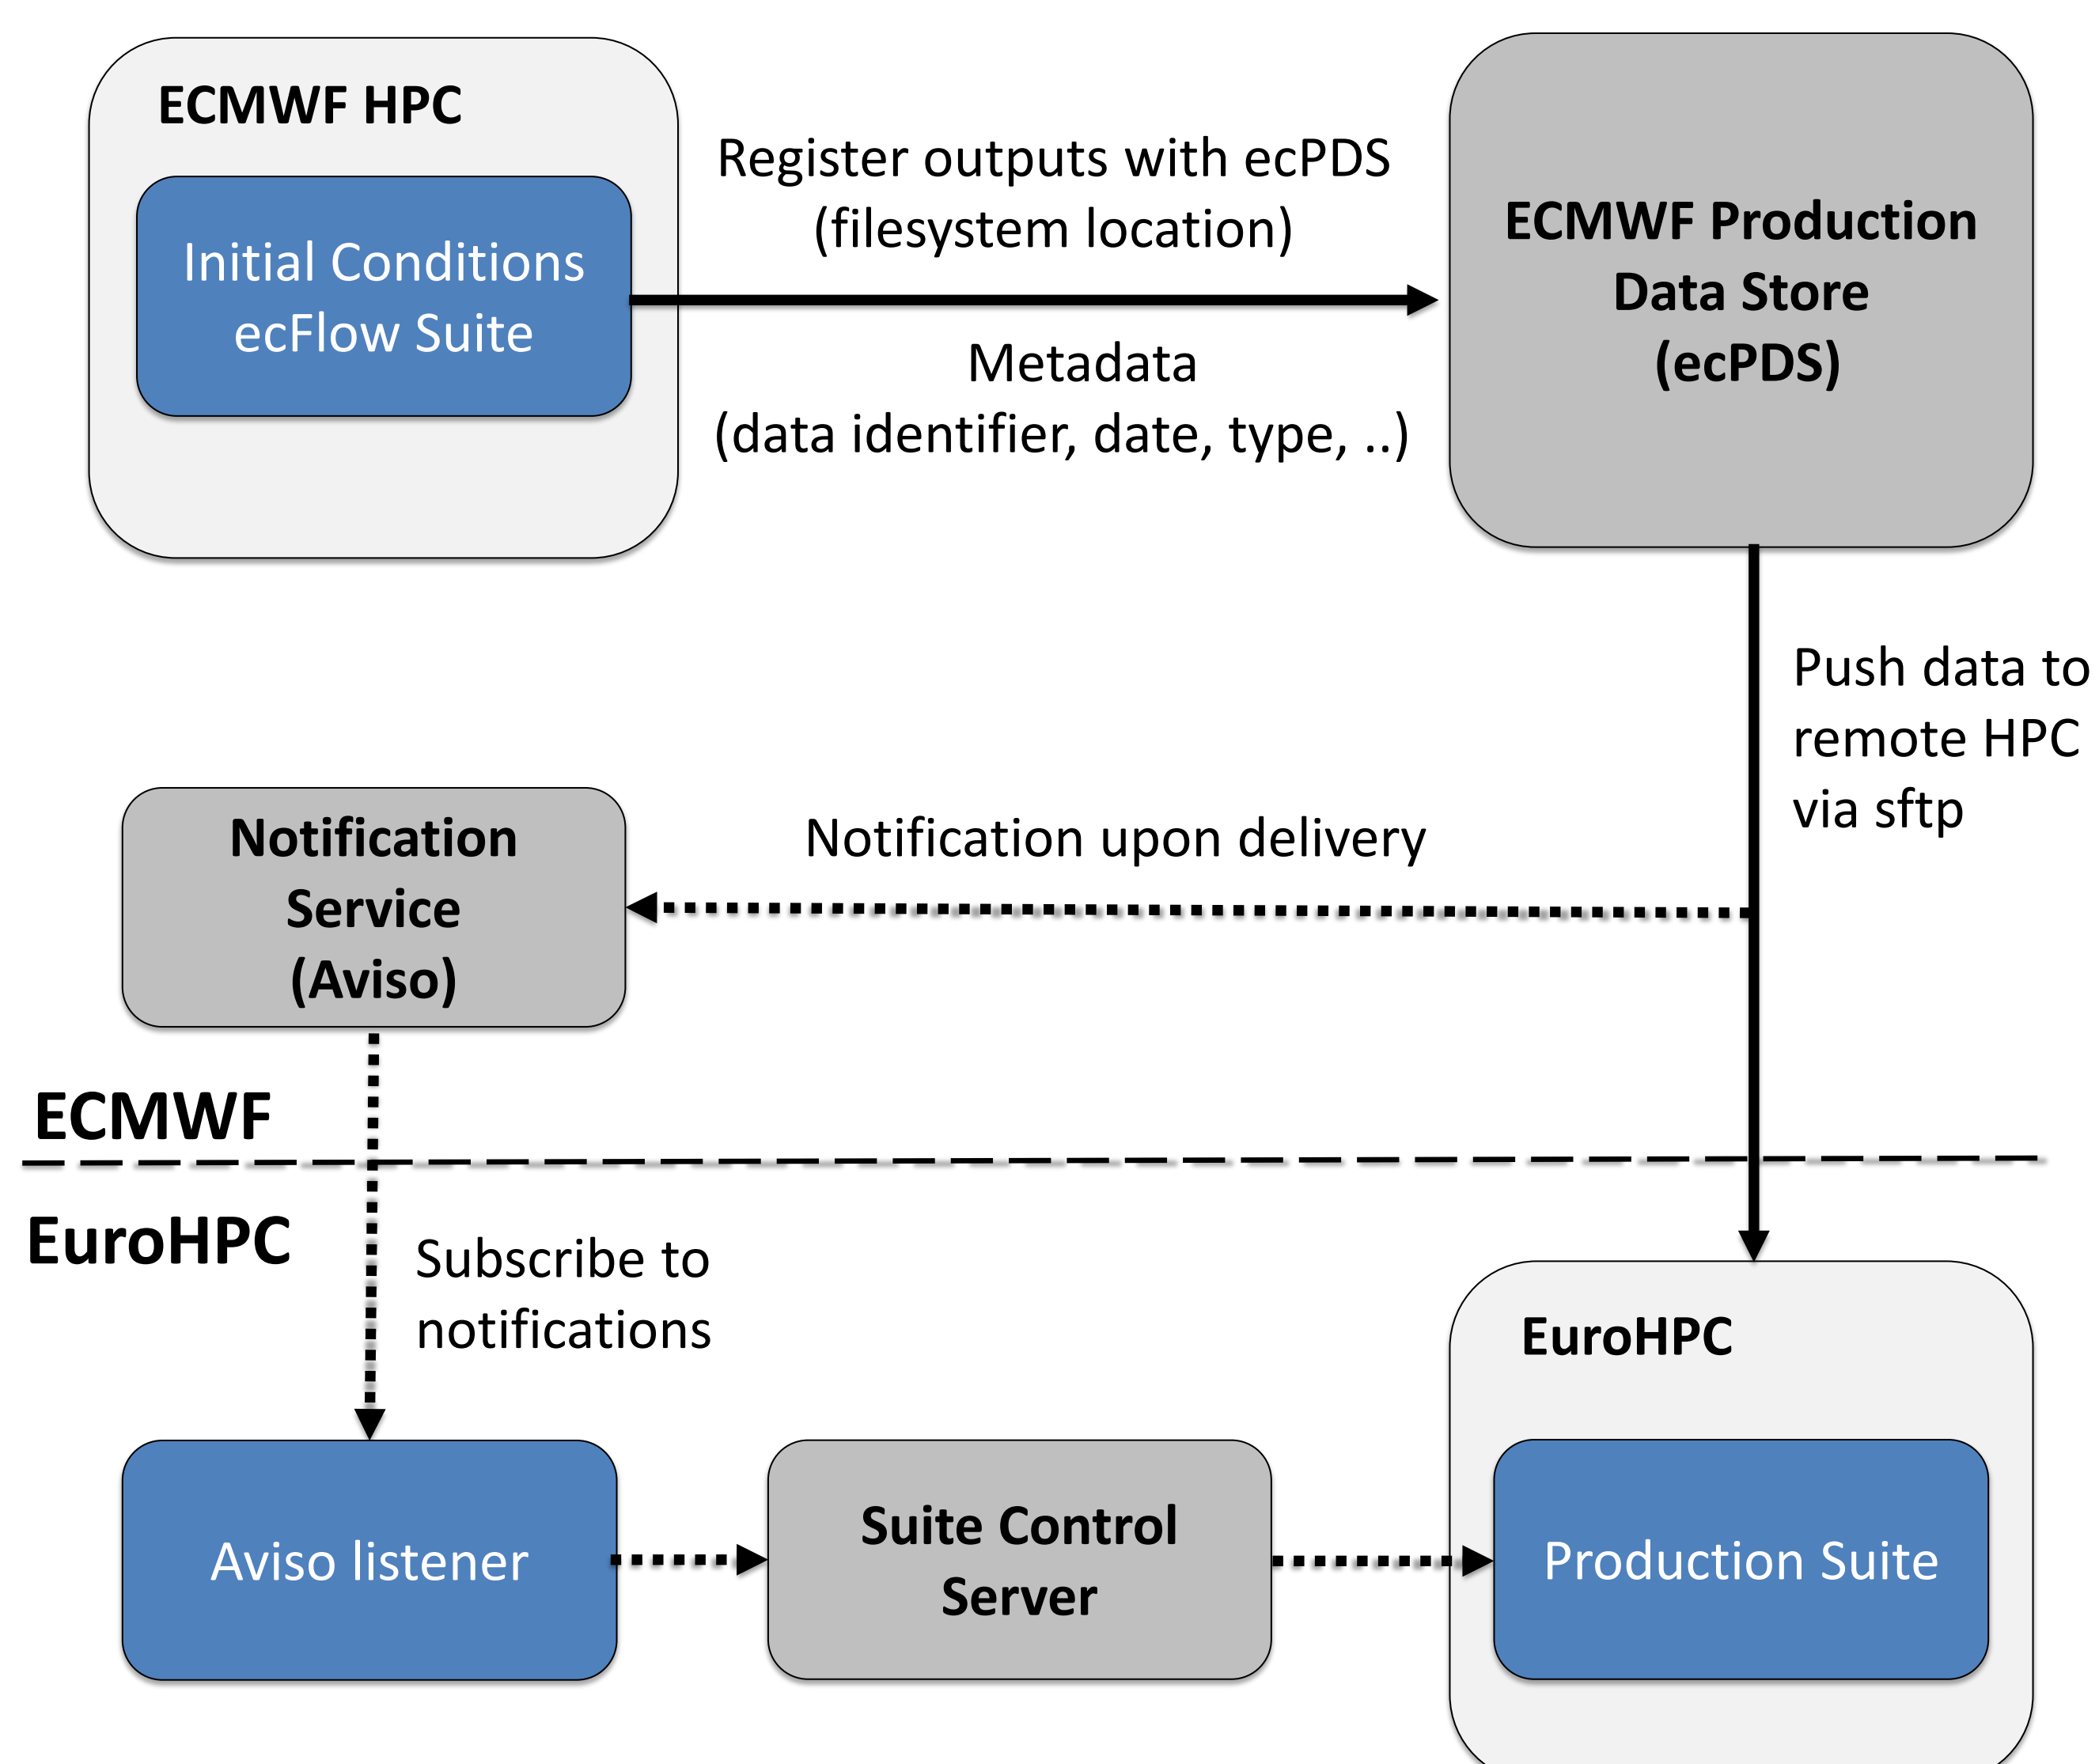 ECMWF HPC
Initial Conditions
ecFlow Suite
Register outputs with ecPDS
(filesystem location)
Metadata
(data identifier, date, type, ..)
ECMWF Production
Data Store
(ecPDS)
Push data to
remote HPC
via sftp
Notification upon delivery
Notification
Service
(Aviso)
ECMWF
EuroHPC
Subscribe to
notifications
Aviso listener
Suite Control
Server
EuroHPC
Production Suite